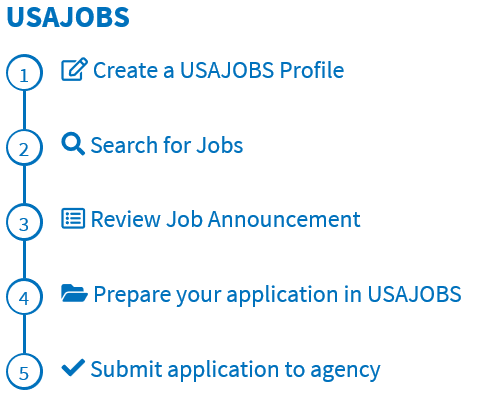 USAJOBS
1 Create a USAJOBS Profile
2 Search for Jobs
3 Review Job Announcement
4 Prepare your application in USAJOBS
5 Submit application to agency